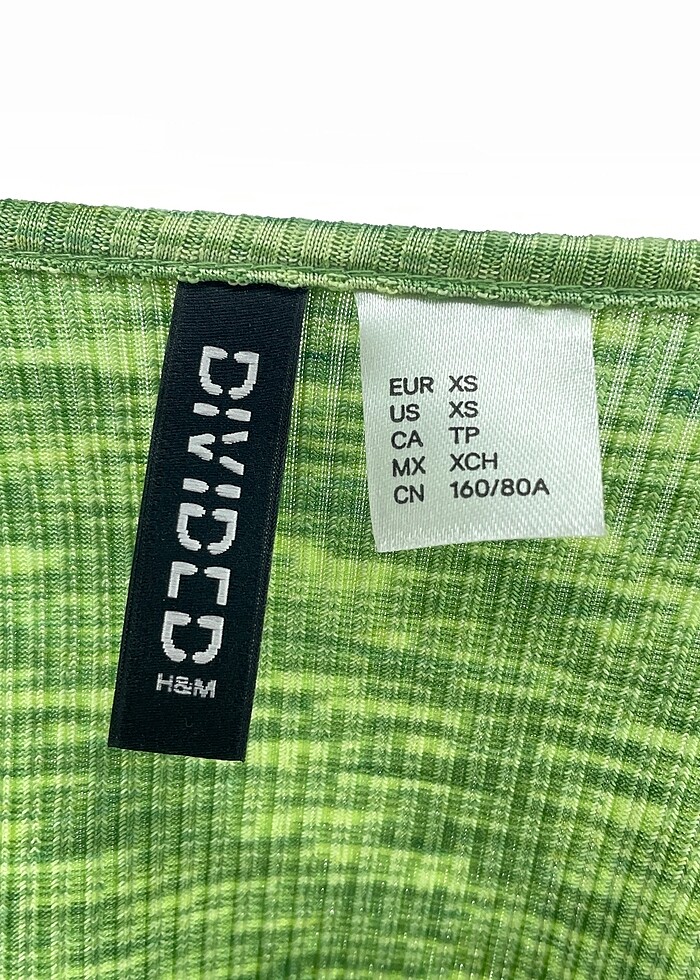 DIVIDED
H&M
EUR XS
US XS
CA TP
MX XCH
CN 160/80A